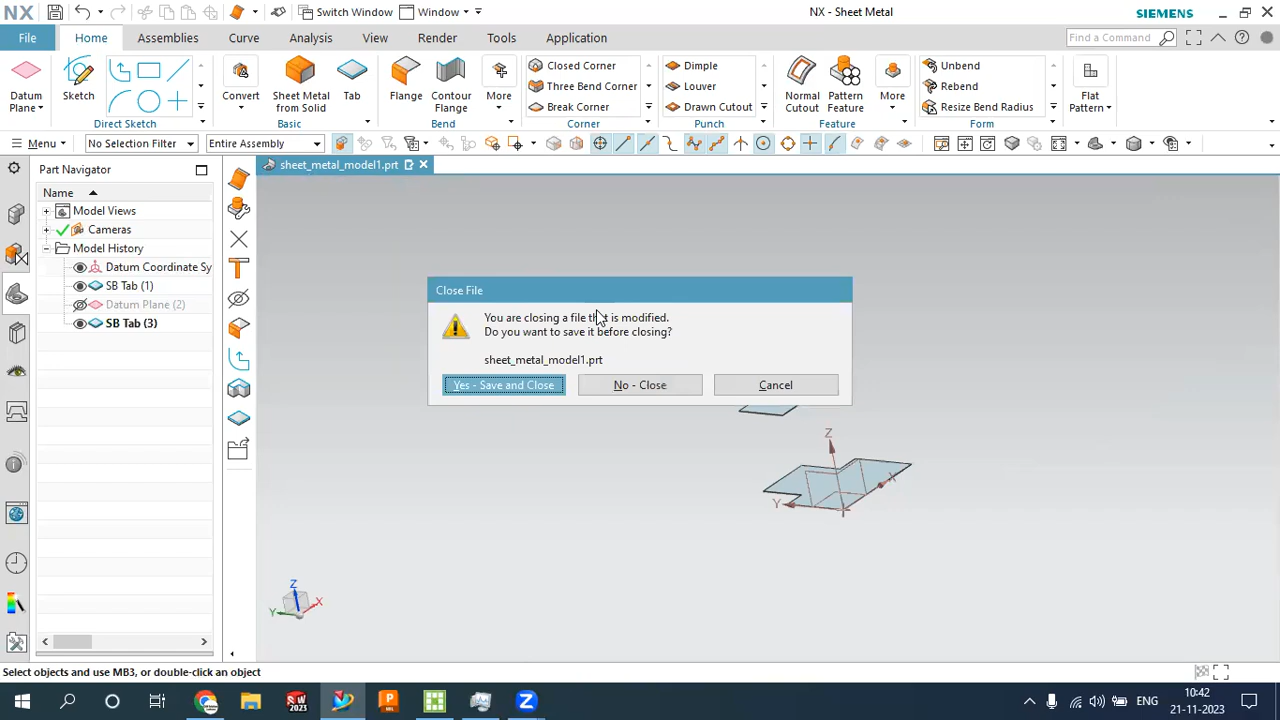 NX
Switch Window
Window
NX - Sheet Metal
SIEMENS
File
Home
Assemblies
Curve
Analysis
View
Render
Tools
Application
Find a Command
Datum
Plane
Sketch
Direct Sketch
Convert
Sheet Metal
from Solid
Tab
Basic
Flange
Contour
Flange
More
Bend
Closed Corner
Three Bend Corner
Break Corner
Corner
Dimple
Louver
Drawn Cutout
Punch
Normal
Cutout
Pattern
Feature
More
Feature
Unbend
Rebend
Resize Bend Radius
Form
Flat
Pattern
Menu
No Selection Filter
Entire Assembly
Part Navigator
sheet_metal_model1.prt
Name
Model Views
Cameras
Model History
Datum Coordinate Sy
SB Tab (1)
Datum Plane (2)
SB Tab (3)
Close File
You are closing a file that is modified.
Do you want to save it before closing?
sheet_metal_model1.prt
Yes - Save and Close
No - Close
Cancel
Z
X
Y
Z
X
Y
Select objects and use MB3, or double-click an object
ENG
10:42
21-11-2023